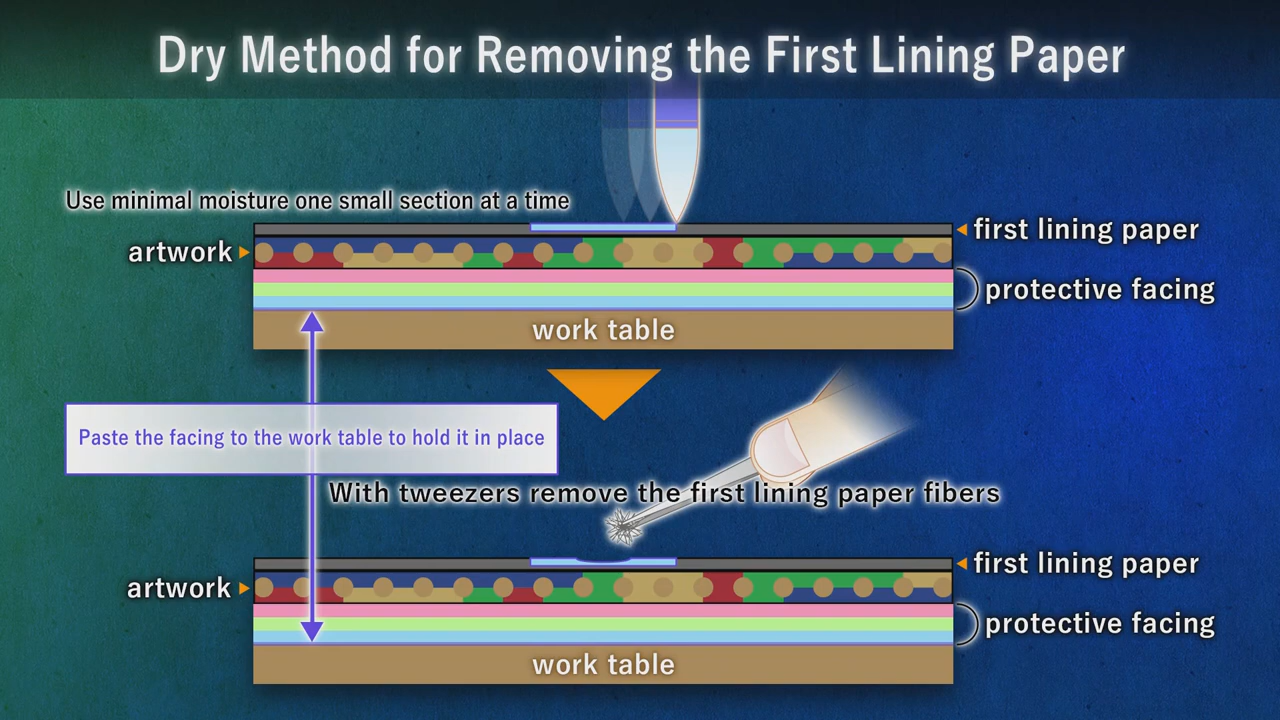 Dry Method for Removing the First Lining Paper
Use minimal moisture one small section at a time
first lining paper
artwork
protective facing
work table
Paste the facing to the work table to hold it in place
With tweezers remove the first lining paper fibers
first lining paper
artwork
protective facing
work table